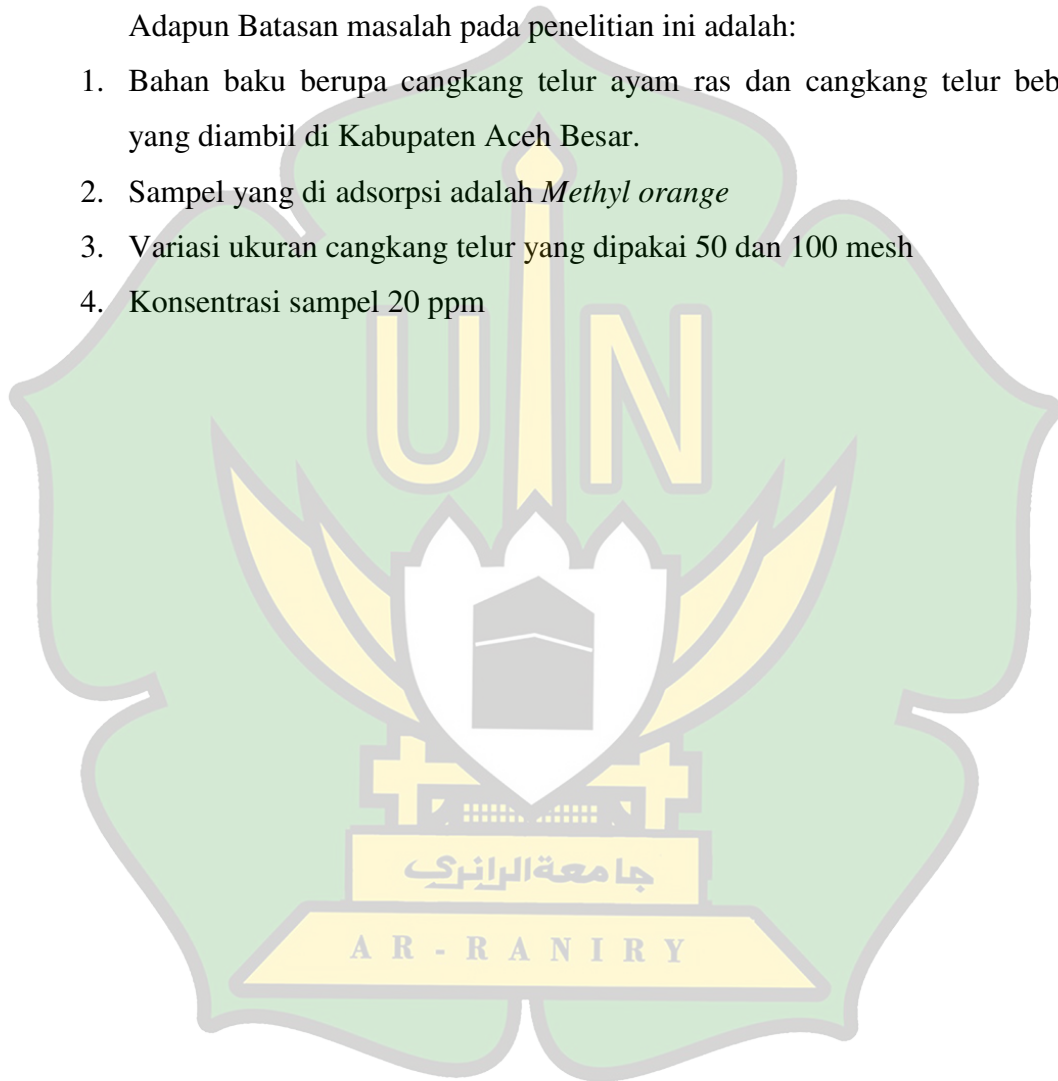 Adapun Batasan masalah pada penelitian ini adalah:
1. Bahan baku berupa cangkang telur ayam ras dan cangkang telur beb
yang diambil di Kabupaten Aceh Besar.
2. Sampel yang di adsorpsi adalah Methyl orange
3. Variasi ukuran cangkang telur yang dipakai 50 dan 100 mesh
4. Konsentrasi sampel 20 ppm
UIN
جامعةالرانري
AR-RANIRY